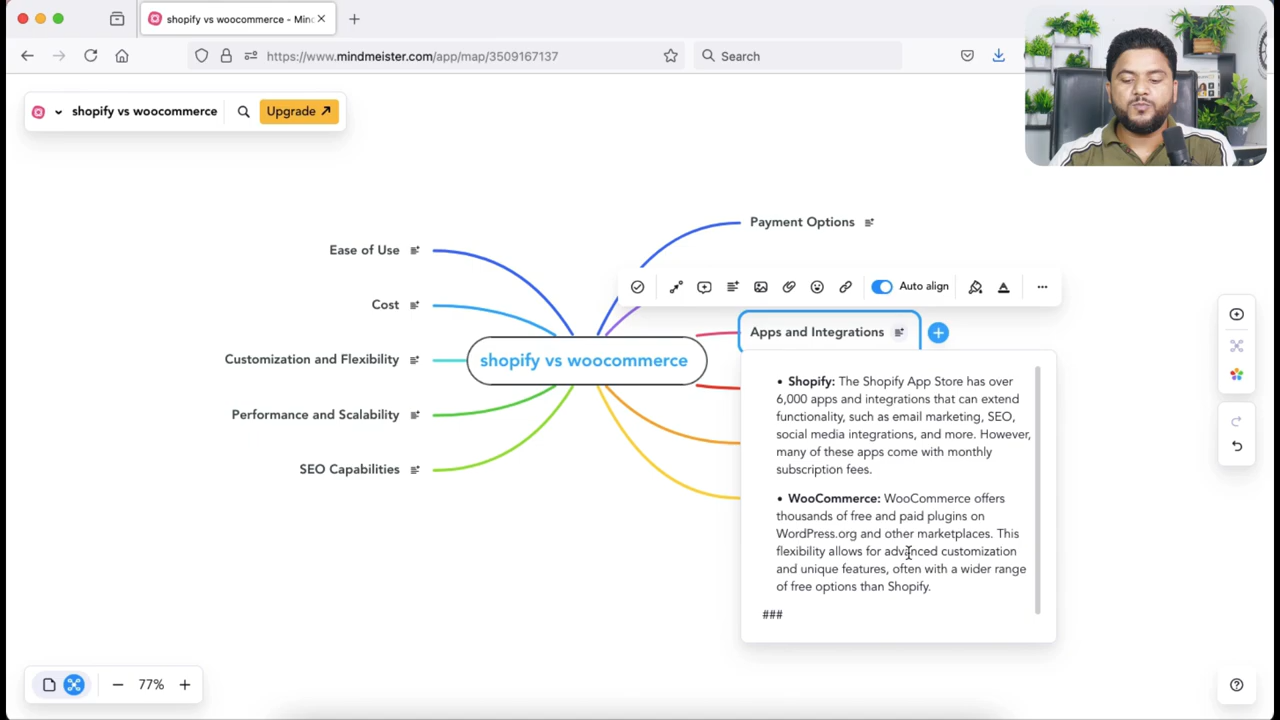 shopify vs woocommerce - Minc
https://www.mindmeister.com/app/map/3509167137
Search
shopify vs woocommerce
Upgrade
Payment Options
Ease of Use
Auto align
Cost
Apps and Integrations
shopify vs woocommerce
Customization and Flexibility
Performance and Scalability
SEO Capabilities
• Shopify: The Shopify App Store has over
6,000 apps and integrations that can extend
functionality, such as email marketing, SEO,
social media integrations, and more. However,
many of these apps come with monthly
subscription fees.
• WooCommerce: WooCommerce offers
thousands of free and paid plugins on
WordPress.org and other marketplaces. This
flexibility allows for advanced customization
and unique features, often with a wider range
of free options than Shopify.
###
77%